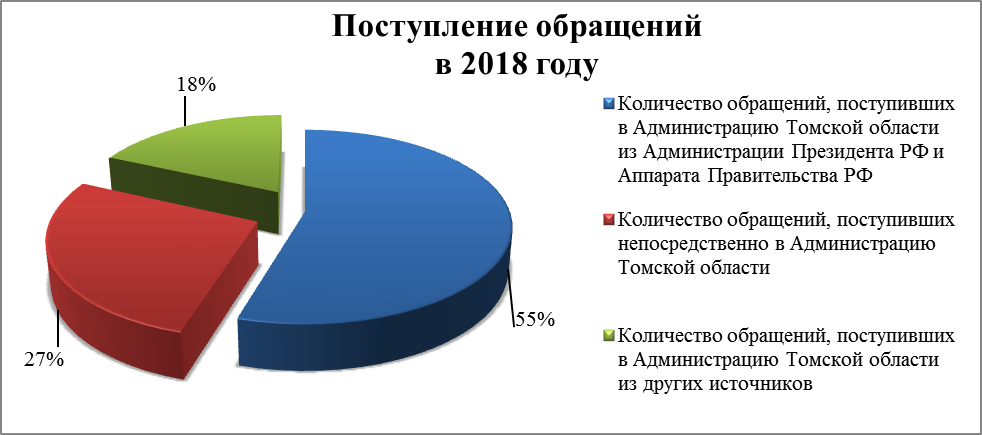 Поступление обращений
в 2018 году
18%
55%
27%
Количество обращений, поступивших
в Администрацию Томской области
из Администрации Президента РФ и
Аппарата Правительства РФ
Количество обращений, поступивших
непосредственно в Администрацию
Томской области
Количество обращений, поступивших
в Администрацию Томской области
из других источников